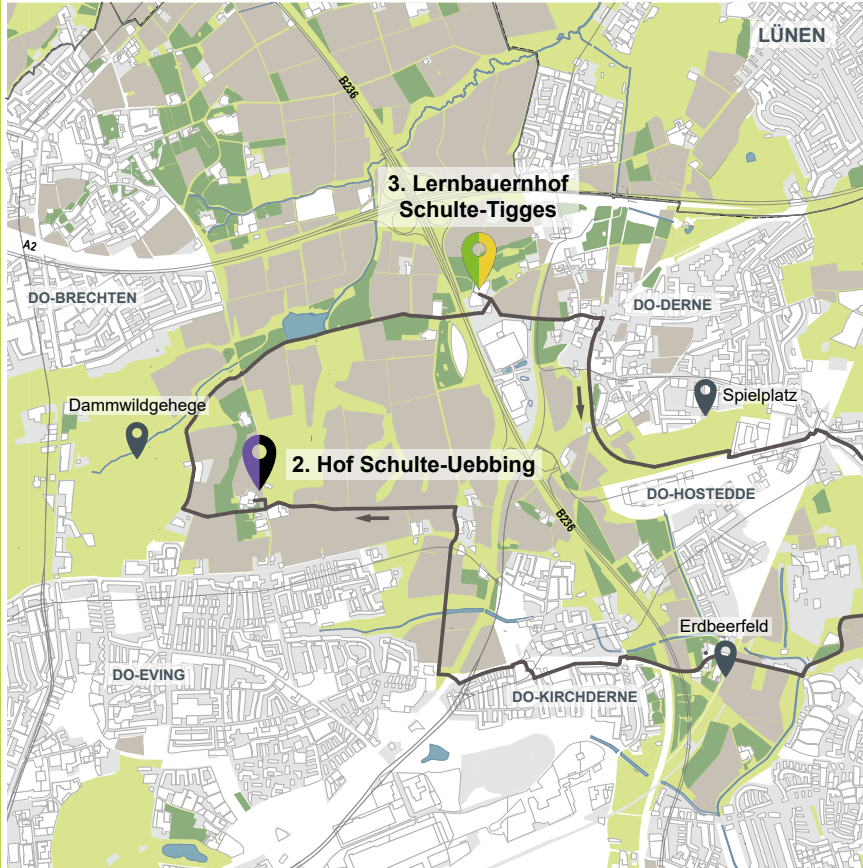 LÜNEN
B236
3. Lernbauernhof
Schulte-Tigges
A2
DO-BRECHTEN
DO-DERNE
Dammwildgehege
Spielplatz
2. Hof Schulte-Uebbing
DO-HOSTEDDE
B236
Erdbeerfeld
DO-EVING
DO-KIRCHDERNE